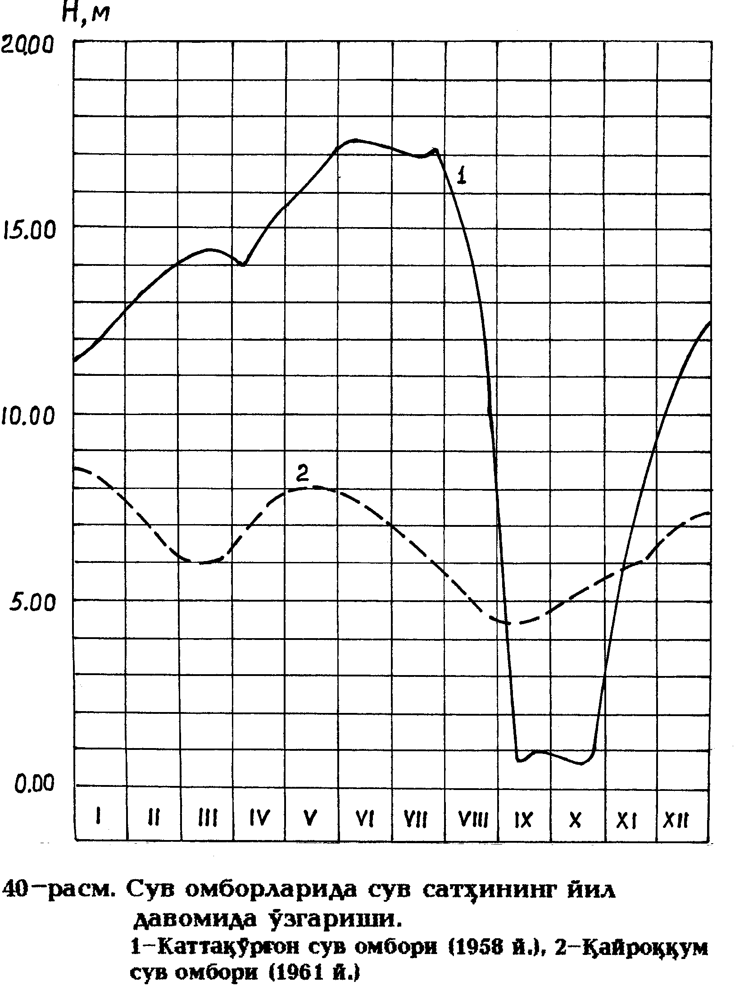 Н, м
20.00
15.00
1
10.00
2
5.00
0.00
I II III IV V VI VII VIII IX X XI XII
40–расм. Сув омборларида сув сатҳининг йил
давомида ўзгариши.
1–Каттақўрғон сув омбори (1958 й.), 2–Қайроққум
сув омбори (1961 й.)